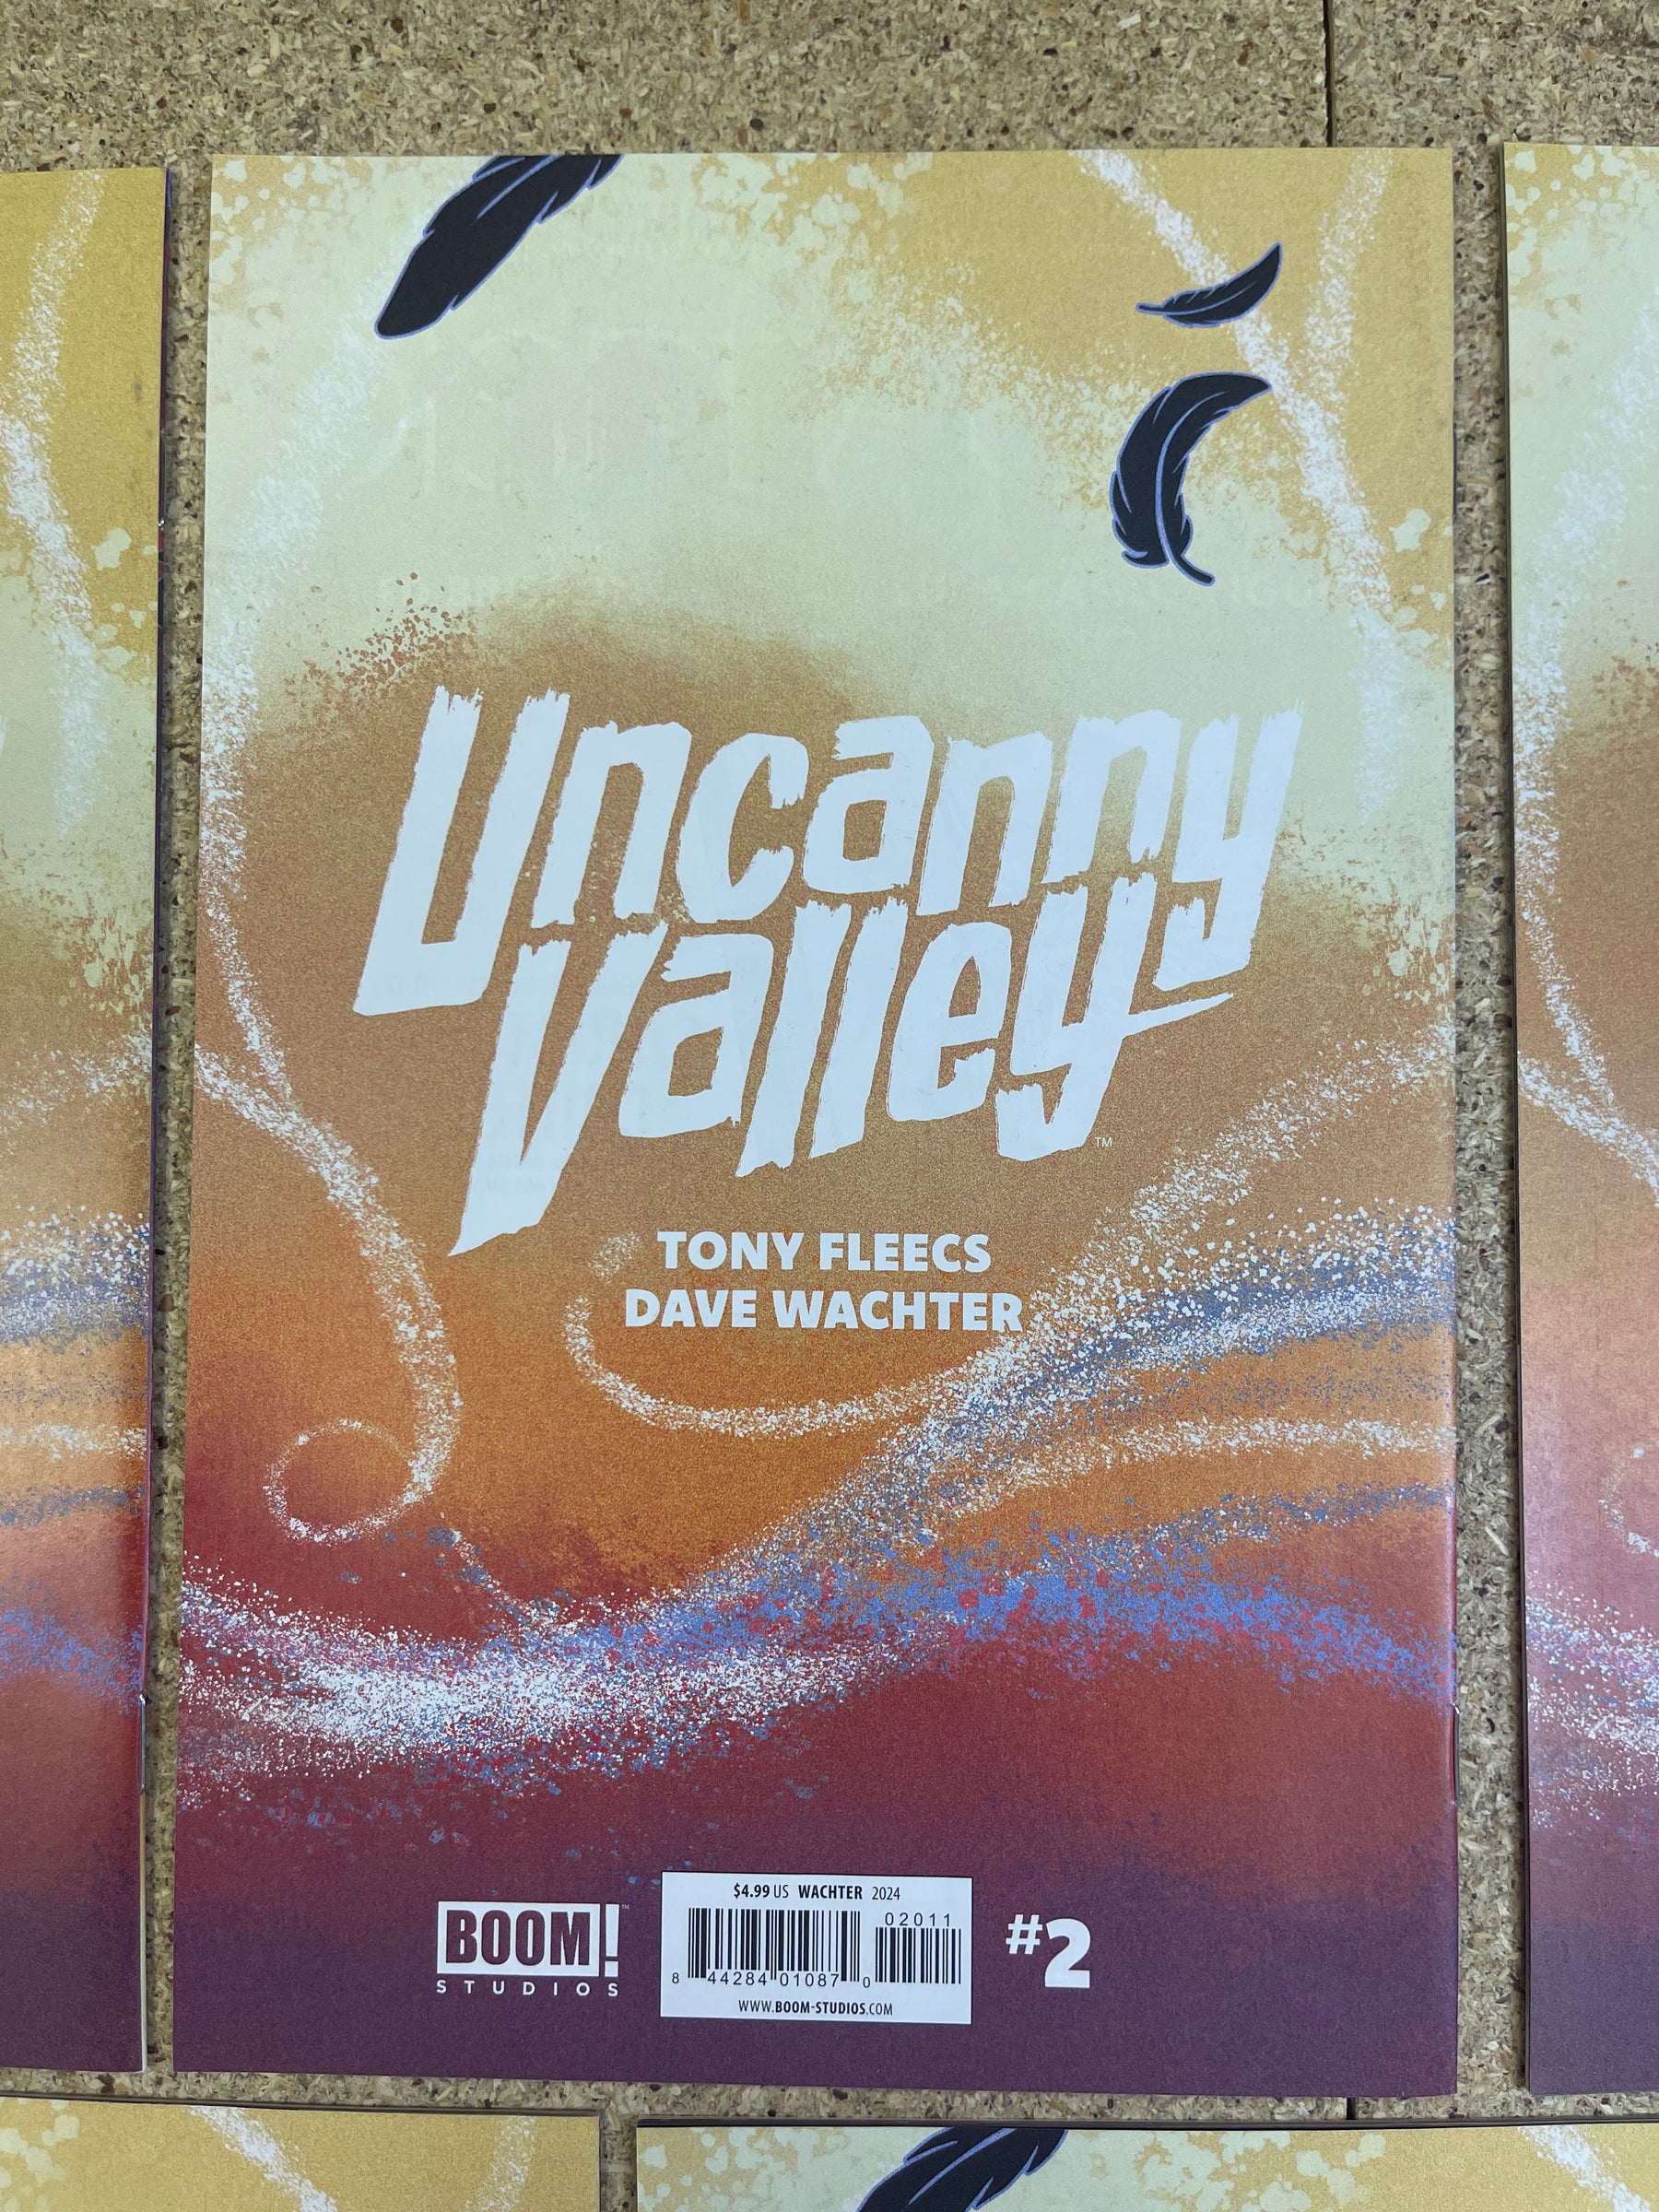 Uncanny
Valley™
TONY FLEECS
DAVE WACHTER
$4.99 US WACHTER 2024
02011
8 44284 01087 0
WWW.BOOM-STUDIOS.COM
BOOM!™
STUDIOS
#2